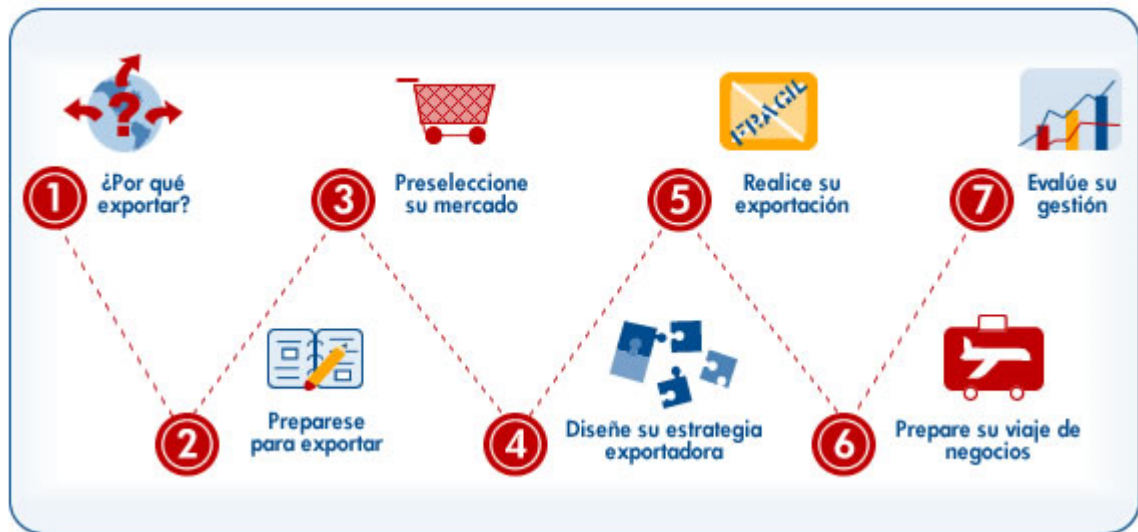 1
¿Por qué
exportar?
2
Preparese
para exportar
3
Preseleccione
su mercado
4
Diseñe su estrategia
exportadora
5
FRAGIL
Realice su
exportación
6
Prepare su viaje de
negocios
7
Evalúe su
gestión